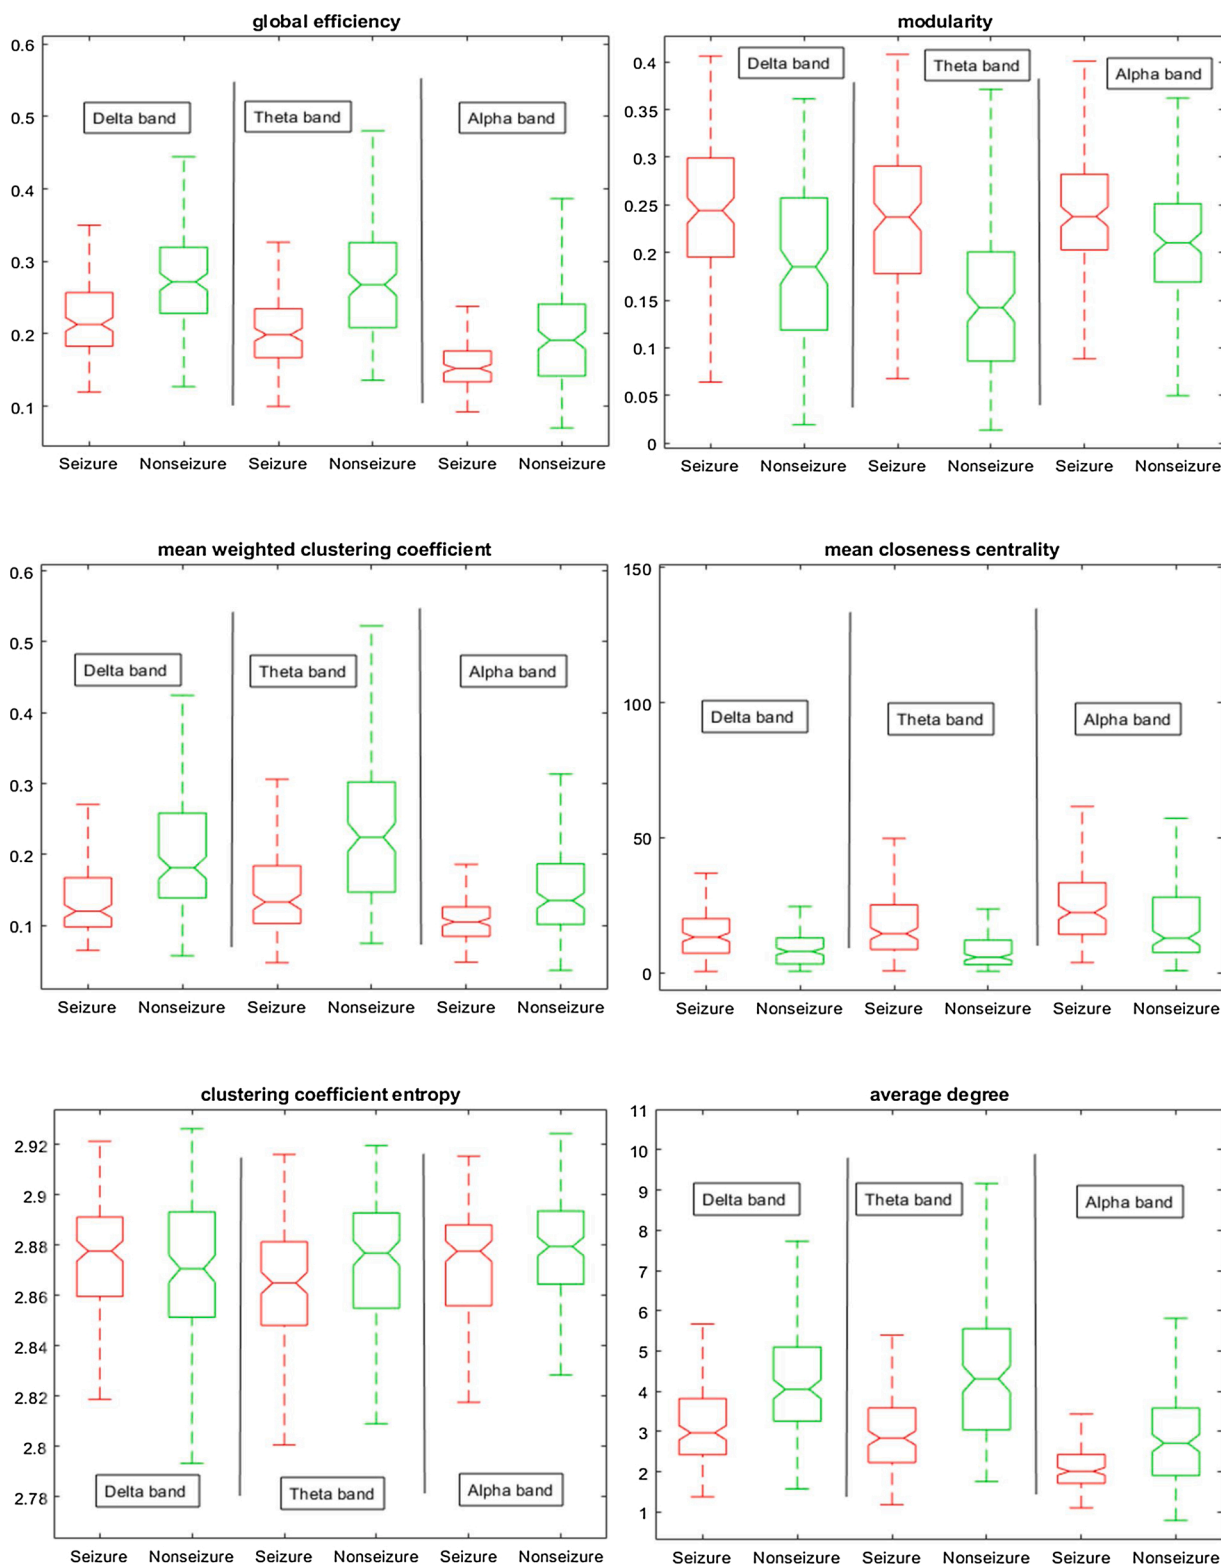 global efficiency
0.6
0.5
0.4
0.3
0.2
0.1
Delta band
Theta band
Alpha band
Seizure Nonseizure Seizure Nonseizure Seizure Nonseizure
modularity
0.4
0.35
0.3
0.25
0.2
0.15
0.1
0.05
0
Delta band
Theta band
Alpha band
Seizure Nonseizure Seizure Nonseizure Seizure Nonseizure
mean weighted clustering coefficient
0.6
0.5
0.4
0.3
0.2
0.1
Delta band
Theta band
Alpha band
Seizure Nonseizure Seizure Nonseizure Seizure Nonseizure
mean closeness centrality
150
100
50
0
Delta band
Theta band
Alpha band
Seizure Nonseizure Seizure Nonseizure Seizure Nonseizure
clustering coefficient entropy
2.92
2.9
2.88
2.86
2.84
2.82
2.8
2.78
Delta band
Theta band
Alpha band
Seizure Nonseizure Seizure Nonseizure Seizure Nonseizure
average degree
11
10
9
8
7
6
5
4
3
2
1
Delta band
Theta band
Alpha band
Seizure Nonseizure Seizure Nonseizure Seizure Nonseizure